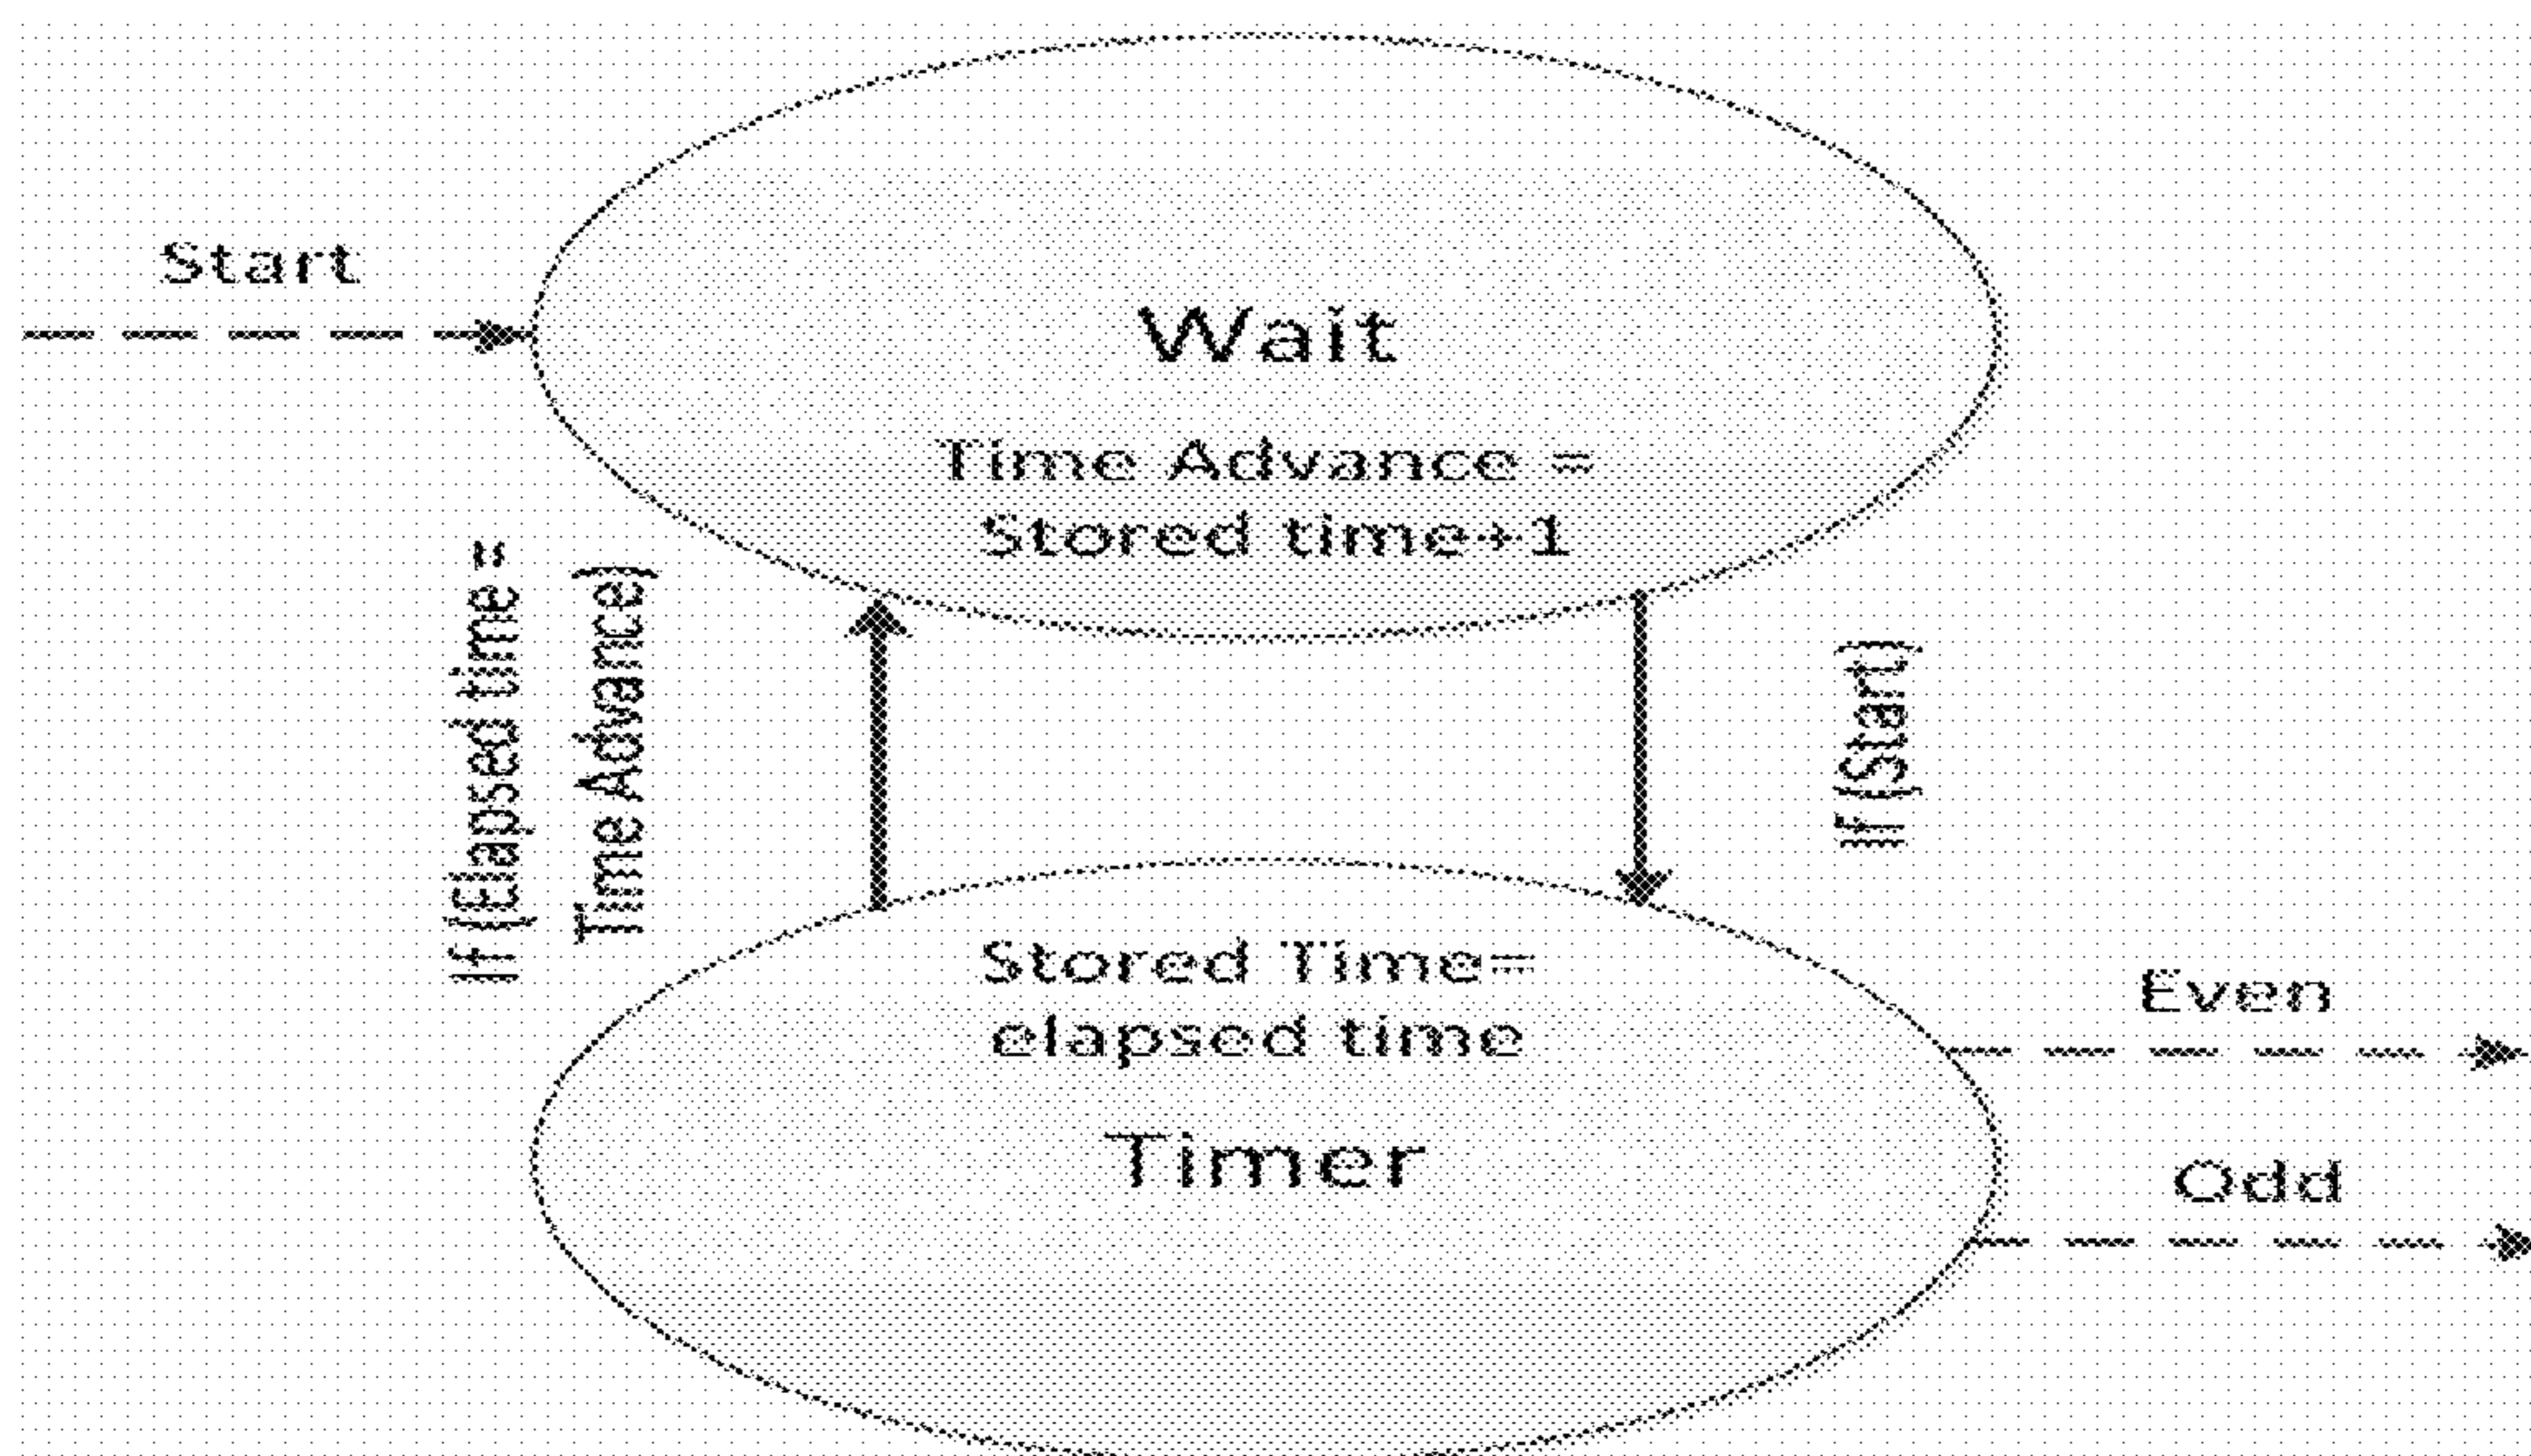 Start
Wait
Time Advance =
Stored time+1
If (Elapsed time =
Time Advance)
If (Start)
Stored Time=
elapsed time
Timer
Even
Odd